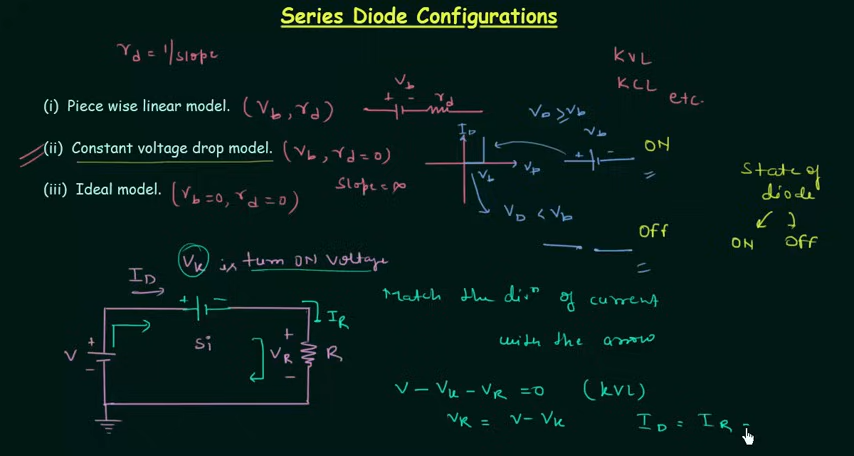 Series Diode Configurations
rd = 1/slope
KVL
KCL
etc.
Vb
+ - rd
(i) Piece wise linear model. (Vb, rd)
VD ≥ Vb
ID
Vb
+ -
ON
(ii) Constant voltage drop model. (Vb, rd=0)
VD
Vb
State of
diode
ON Off
slope = ∞
(iii) Ideal model. (Vb=0, rd=0)
VD < Vb
Off
VK is turn ON voltage
ID
+ -
IR
Match the dirn of current
with the arrow
Si
V + -
VR + -
R
V - VK - VR = 0 (KVL)
VR = V - VK
ID = IR =